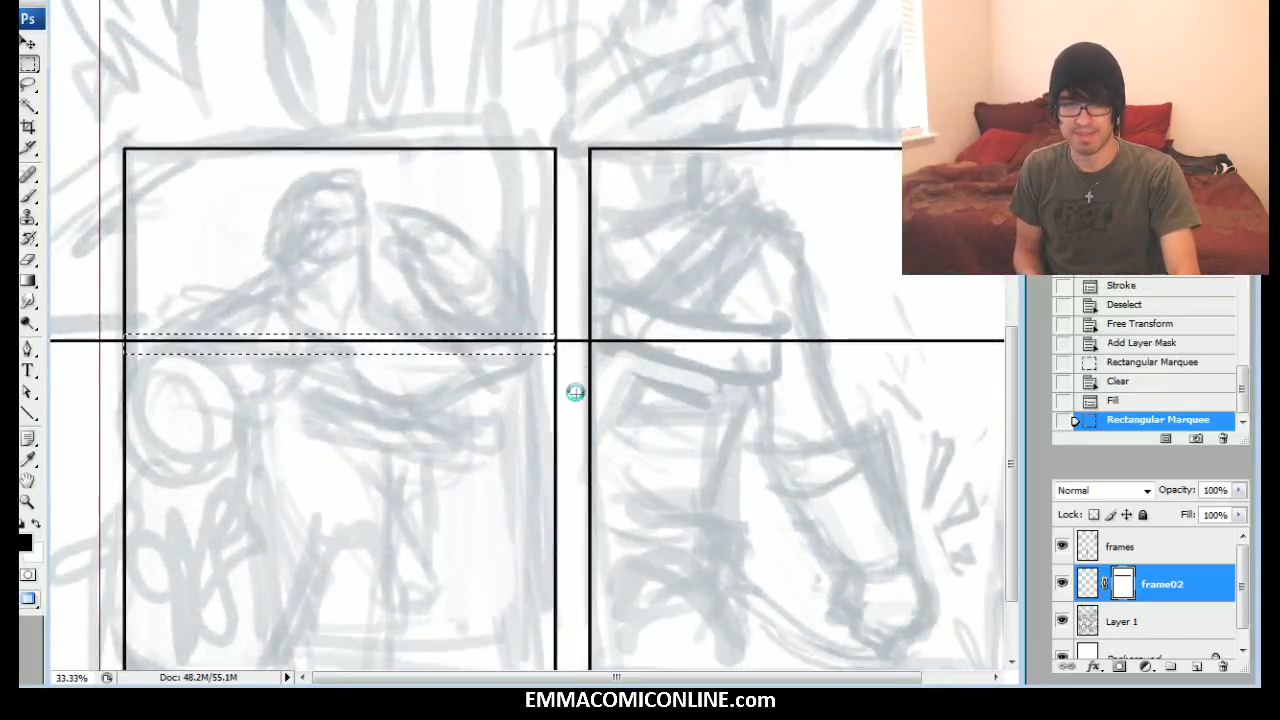 Ps
T
Stroke
Deselect
Free Transform
Add Layer Mask
Rectangular Marquee
Clear
Fill
Rectangular Marquee
Normal
Opacity: 100%
Lock:
Fill: 100%
frames
frame02
Layer 1
33.33%
Doc: 48.2M/55.1M
EMMACOMICONLINE.com